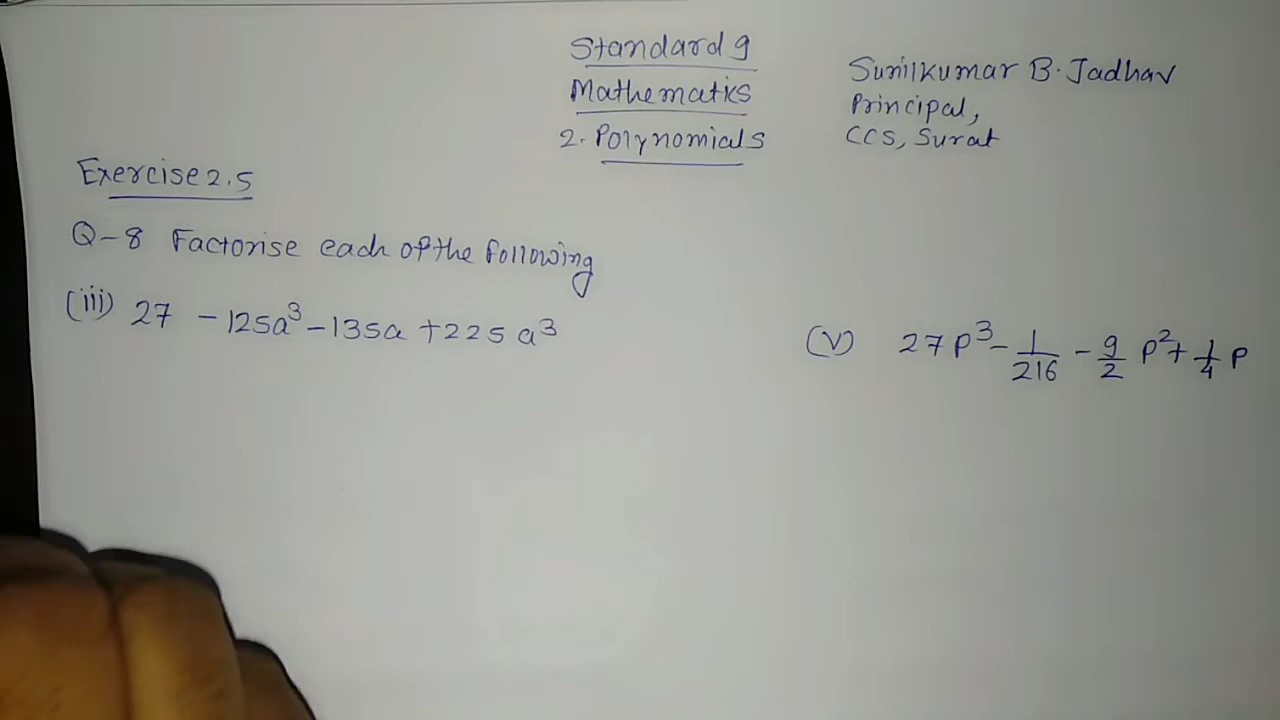 Standard 9
Mathematics
2. Polynomials
Sunilkumar B. Jadhav
Principal,
CCS, Surat
Exercise 2.5
Q-8 Factorise each of the following
(iii) 27 - 125a³ - 135a + 225a³
(v) 27p³ - 1/216 - 9/2 p² + 1/4 p